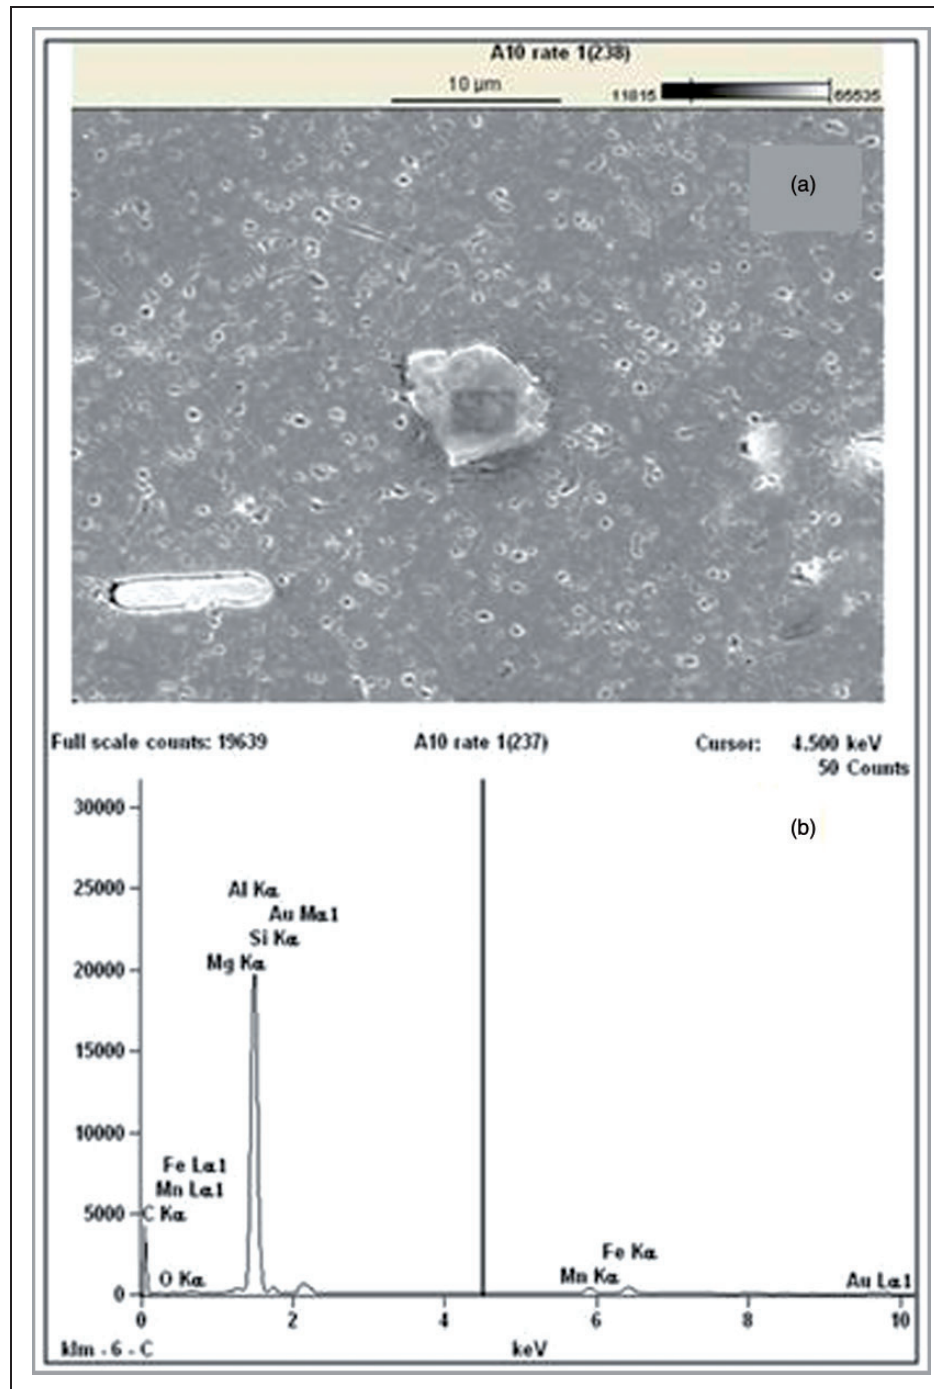 A10 rate 1(238)
10 µm
11815 65535
(a)
Full scale counts: 19639 A10 rate 1(237) Cursor: 4.500 keV
50 Counts
(b)
30000
25000
Al Kα
Au Mα1
Si Kα
Mg Kα
20000
15000
10000
Fe Lα1
Mn Lα1
5000
C Kα
O Kα
Fe Kα
Mn Kα
Au Lα1
0
0 2 4 6 8 10
klm - 6 - C keV